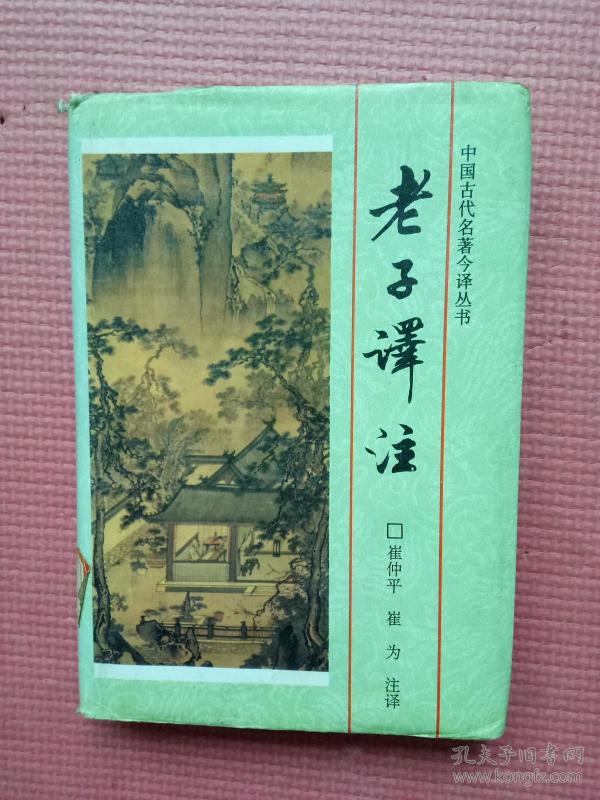 中国古代名著今译丛书
老子譯注
□崔仲平 崔为 注译
孔夫子旧书网
www.kongfz.com